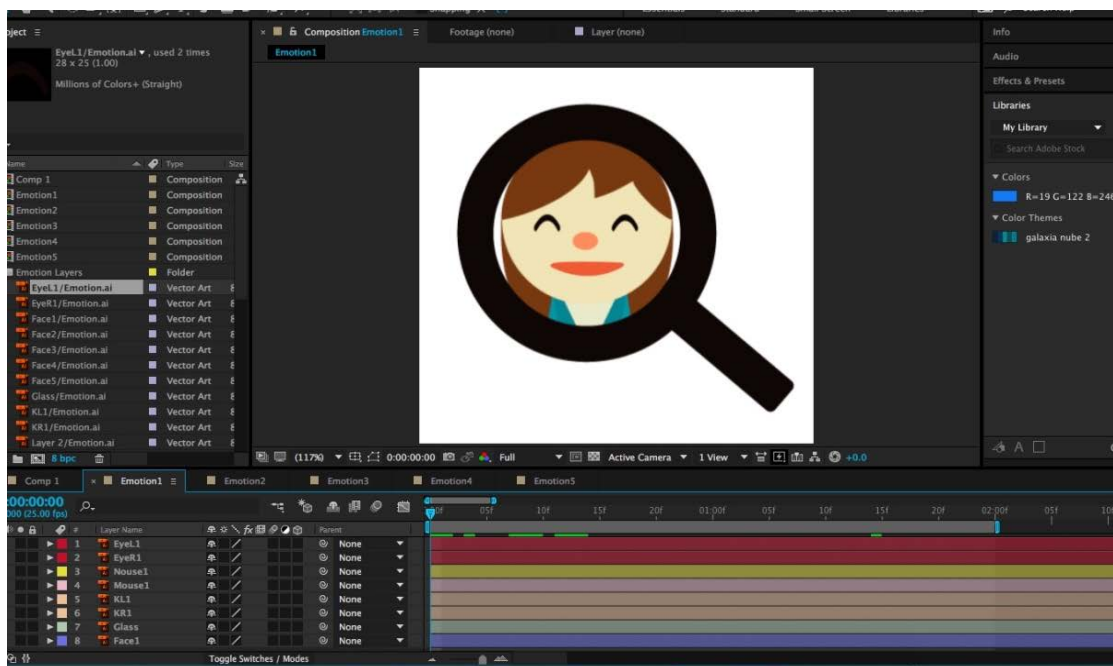 Composition Emotion1
Footage (none)
Layer (none)
Info
EyeL1/Emotion.ai ▼, used 2 times
28 x 25 (1.00)
Millions of Colors+ (Straight)
Emotion1
Audio
Effects & Presets
Libraries
My Library
Search Adobe Stock
Colors
R=19 G=122 B=246
Color Themes
galaxia nube 2
Type Size
Comp 1 Composition
Emotion1 Composition
Emotion2 Composition
Emotion3 Composition
Emotion4 Composition
Emotion5 Composition
Emotion Layers Folder
EyeL1/Emotion.ai Vector Art
EyeR1/Emotion.ai Vector Art
Face1/Emotion.ai Vector Art
Face2/Emotion.ai Vector Art
Face3/Emotion.ai Vector Art
Face4/Emotion.ai Vector Art
Face5/Emotion.ai Vector Art
Glass/Emotion.ai Vector Art
KL1/Emotion.ai Vector Art
KR1/Emotion.ai Vector Art
Layer 2/Emotion.ai Vector Art
8 bpc
(117%) 0:00:00:00 Full Active Camera 1 View +0.0
Comp 1 Emotion1 Emotion2 Emotion3 Emotion4 Emotion5
00:00:00
000 (25.00 fps)
05f 10f 15f 20f 01:00f 05f 10f 15f 20f 02:00f 05f
# Layer Name Parent
1 EyeL1 None
2 EyeR1 None
3 Nouse1 None
4 Mouse1 None
5 KL1 None
6 KR1 None
7 Glass None
8 Face1 None
Toggle Switches / Modes